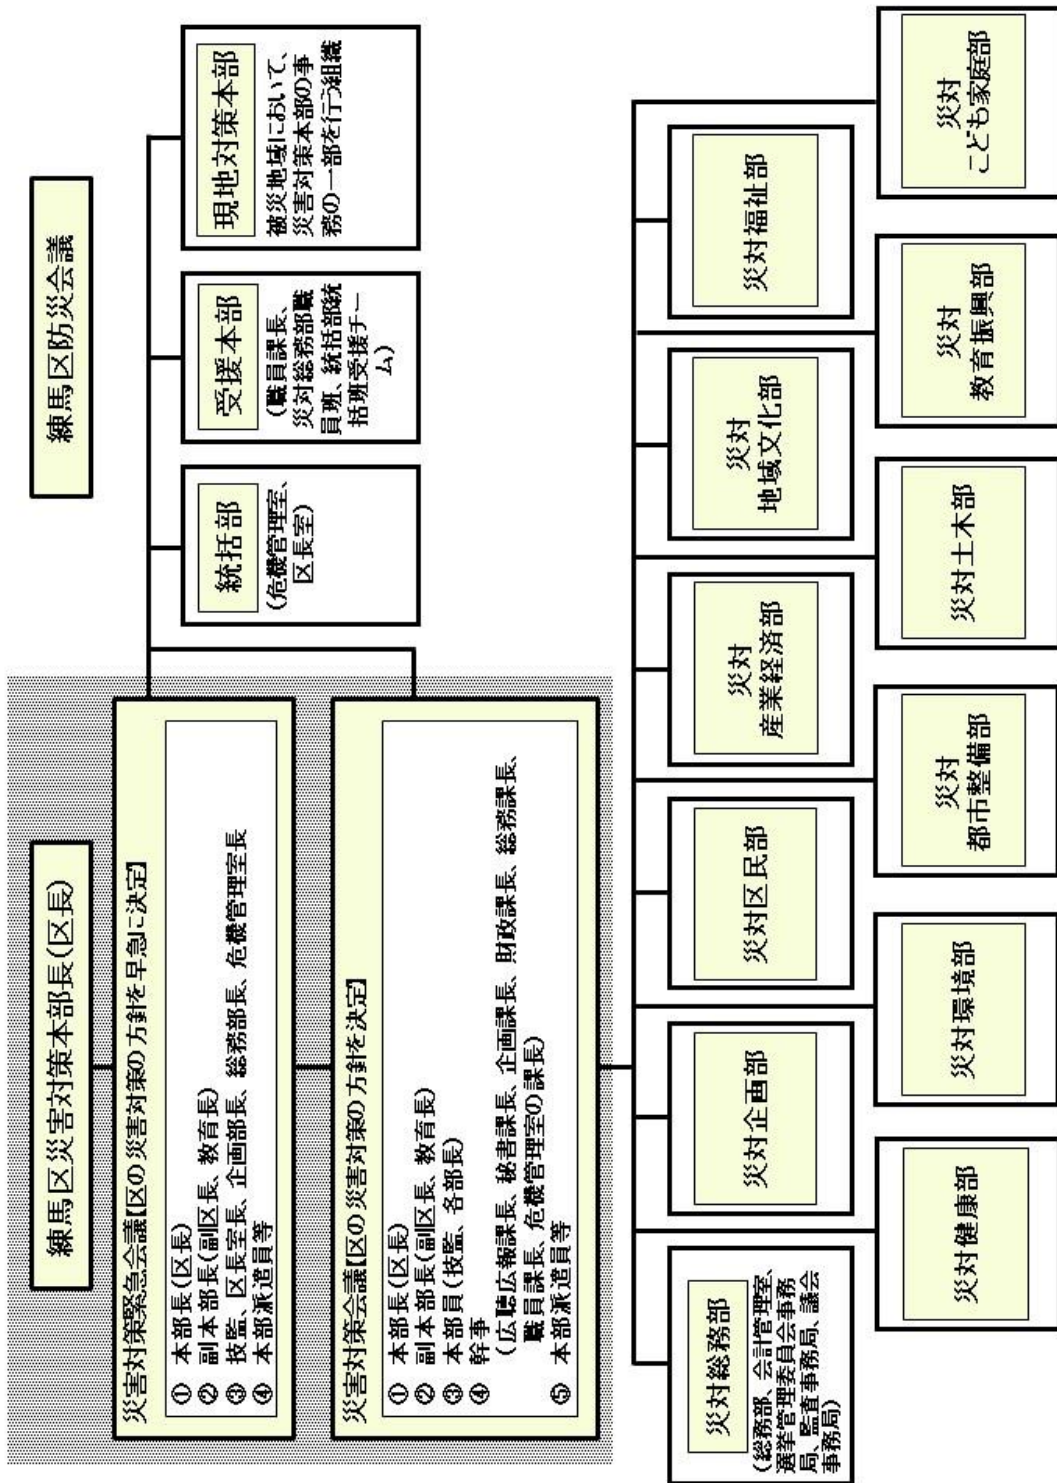 練馬区災害対策本部長(区長)
練馬区防災会議
災害対策緊急会議【区の災害対策の方針を早急に決定】
① 本部長(区長)
② 副本部長(副区長、教育長)
③ 技監、区長室長、企画部長、総務部長、危機管理室長
④ 本部派遣員等
災害対策会議【区の災害対策の方針を決定】
① 本部長(区長)
② 副本部長(副区長、教育長)
③ 本部員(技監、各部長)
④ 幹事
(広聴広報課長、秘書課長、企画課長、財政課長、総務課長、
職員課長、危機管理室の課長)
⑤ 本部派遣員等
統括部
(危機管理室、
区長室)
受援本部
(職員課長、
災対総務部職
員班、統括部統
括班受援チー
ム)
現地対策本部
被災地域において、
災害対策本部の事
務の一部を行う組織
災対総務部
(総務部、会計管理室、
選挙管理委員会事務
局、監査事務局、議会
事務局)
災対企画部
災対区民部
災対
産業経済部
災対
地域文化部
災対福祉部
災対健康部
災対環境部
災対
都市整備部
災対土木部
災対
教育振興部
災対
こども家庭部